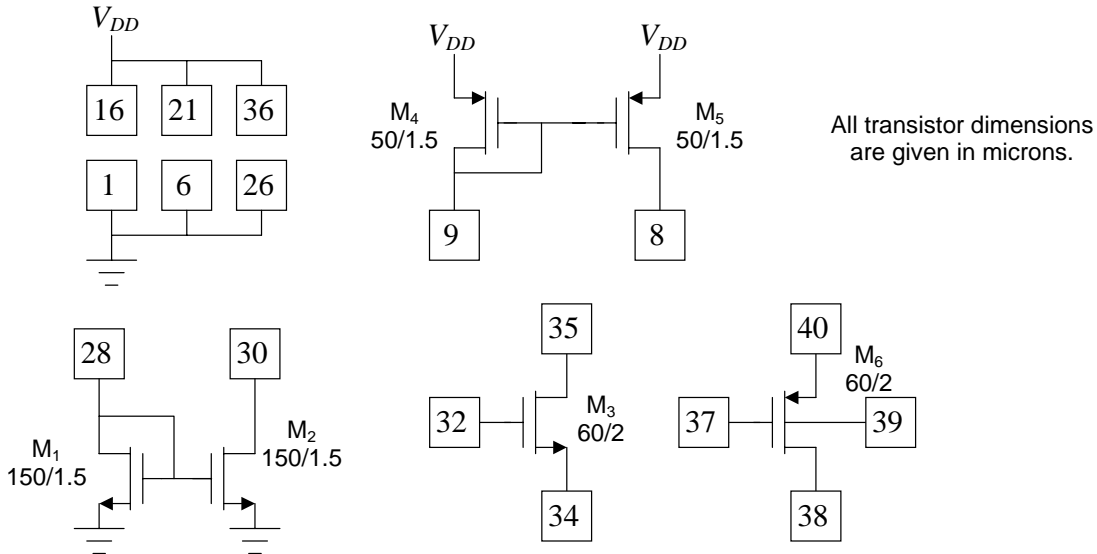 V_DD
16 21 36
1 6 26
V_DD V_DD
M4
50/1.5
M5
50/1.5
9 8
All transistor dimensions
are given in microns.
28 30
M1
150/1.5
M2
150/1.5
35
32
M3
60/2
34
40
M6
60/2
37 39
38